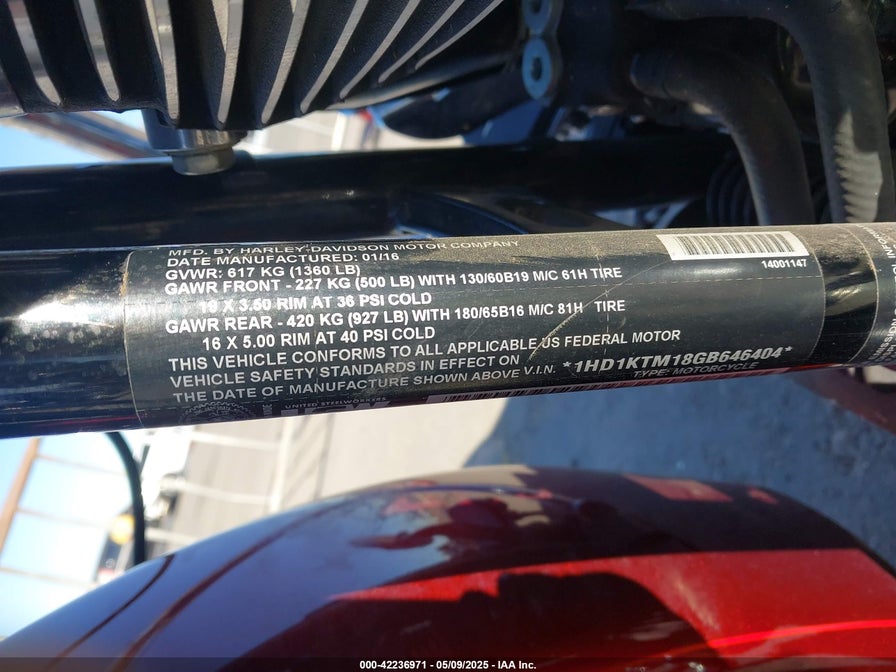 MFD. BY HARLEY-DAVIDSON MOTOR COMPANY
DATE MANUFACTURED: 01/16
GVWR: 617 KG (1360 LB)
GAWR FRONT - 227 KG (500 LB) WITH 130/60B19 M/C 61H TIRE
19 X 3.50 RIM AT 36 PSI COLD
GAWR REAR - 420 KG (927 LB) WITH 180/65B16 M/C 81H TIRE
16 X 5.00 RIM AT 40 PSI COLD
THIS VEHICLE CONFORMS TO ALL APPLICABLE US FEDERAL MOTOR
VEHICLE SAFETY STANDARDS IN EFFECT ON
THE DATE OF MANUFACTURE SHOWN ABOVE V.I.N. *1HD1KTM18GB646404*
TYPE: MOTORCYCLE
14001147
UNITED STEELWORKERS
000-42236971 | 05/09/2025 - IAA Inc.